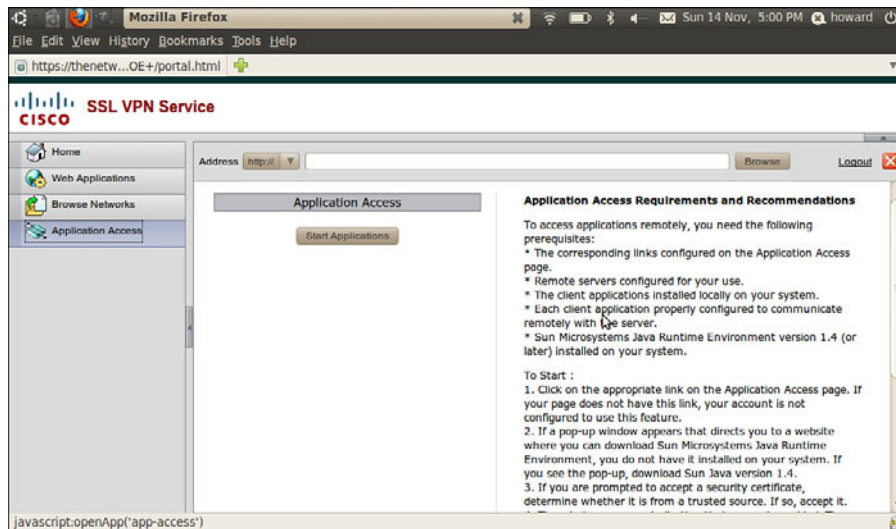 Mozilla Firefox
Sun 14 Nov, 5:00 PM howard
File Edit View History Bookmarks Tools Help
https://thenetw...OE+/portal.html
CISCO
SSL VPN Service
Home
Web Applications
Browse Networks
Application Access
Address http:// Browse Logout
Application Access
Start Applications
Application Access Requirements and Recommendations
To access applications remotely, you need the following
prerequisites:
* The corresponding links configured on the Application Access
page.
* Remote servers configured for your use.
* The client applications installed locally on your system.
* Each client application properly configured to communicate
remotely with the server.
* Sun Microsystems Java Runtime Environment version 1.4 (or
later) installed on your system.
To Start :
1. Click on the appropriate link on the Application Access page. If
your page does not have this link, your account is not
configured to use this feature.
2. If a pop-up window appears that directs you to a website
where you can download Sun Microsystems Java Runtime
Environment, you do not have it installed on your system. If
you see the pop-up, download Sun Java version 1.4.
3. If you are prompted to accept a security certificate,
determine whether it is from a trusted source. If so, accept it.
javascript:openApp('app-access')